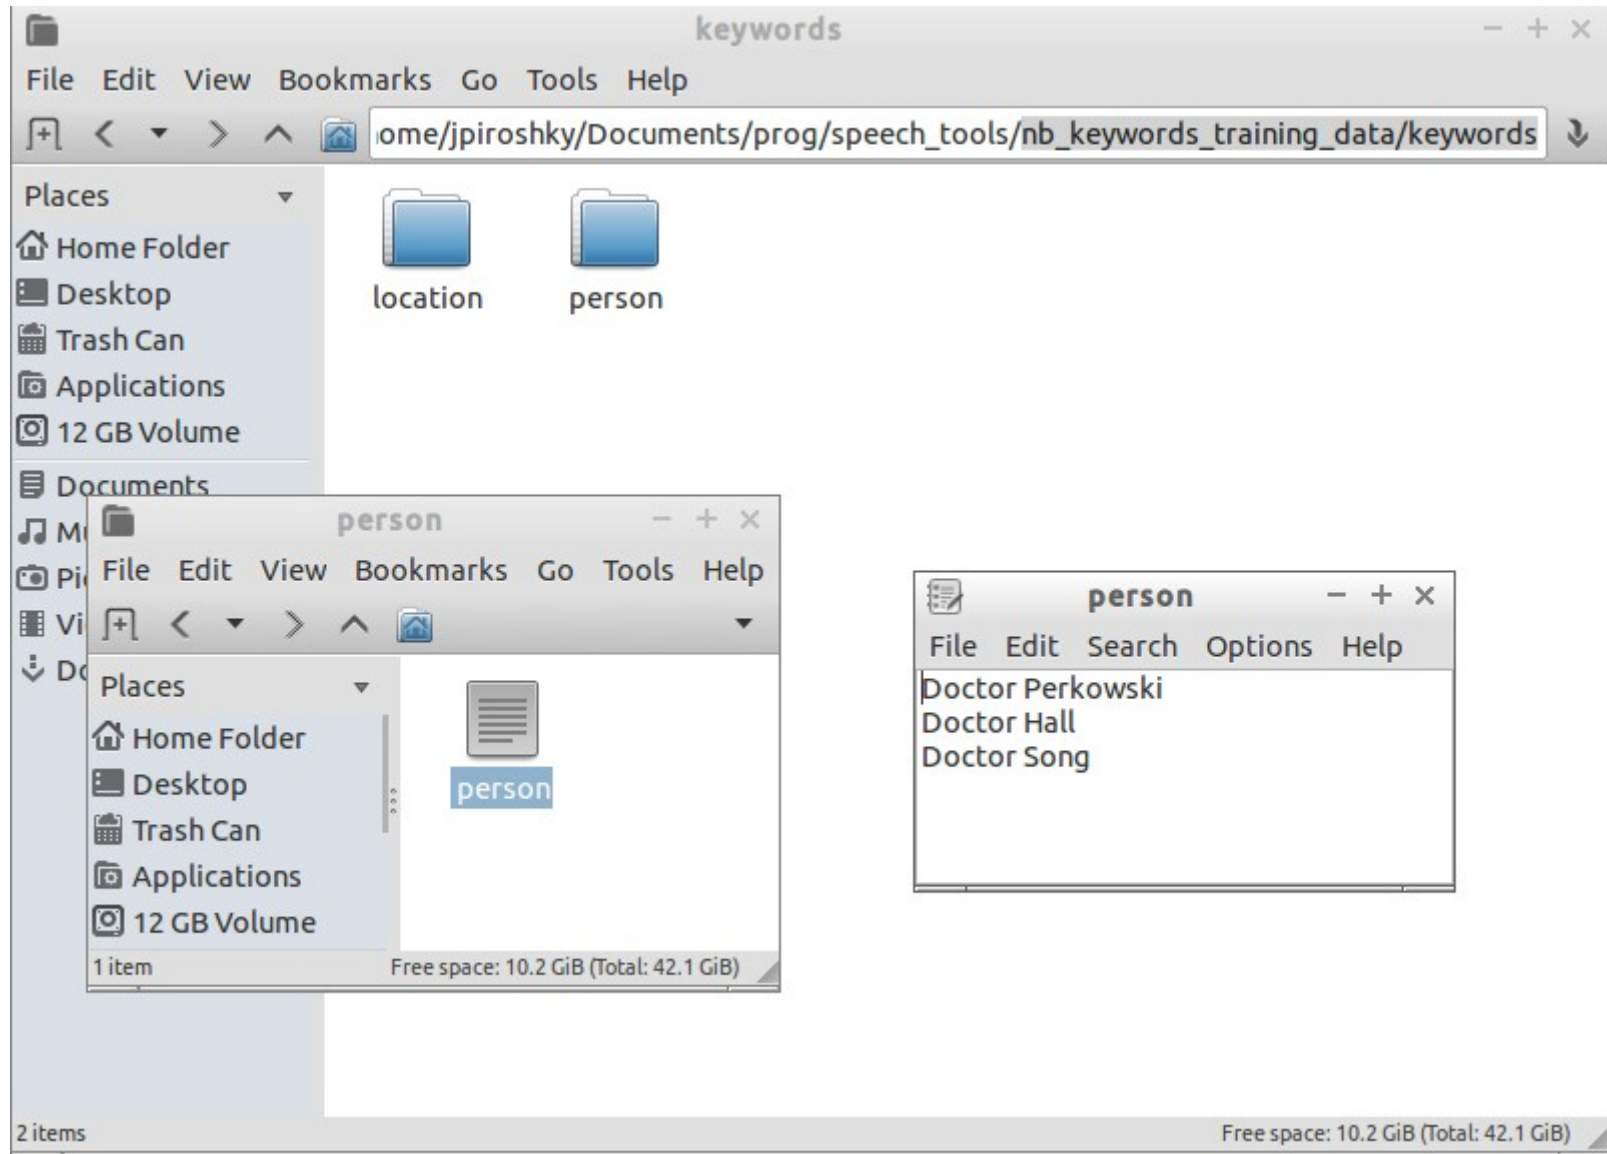 keywords
File Edit View Bookmarks Go Tools Help
ome/jpiroshky/Documents/prog/speech_tools/nb_keywords_training_data/keywords
Places
Home Folder
Desktop
Trash Can
Applications
12 GB Volume
Documents
location
person
person
File Edit View Bookmarks Go Tools Help
Places
Home Folder
Desktop
Trash Can
Applications
12 GB Volume
person
1 item
Free space: 10.2 GiB (Total: 42.1 GiB)
person
File Edit Search Options Help
Doctor Perkowski
Doctor Hall
Doctor Song
2 items
Free space: 10.2 GiB (Total: 42.1 GiB)